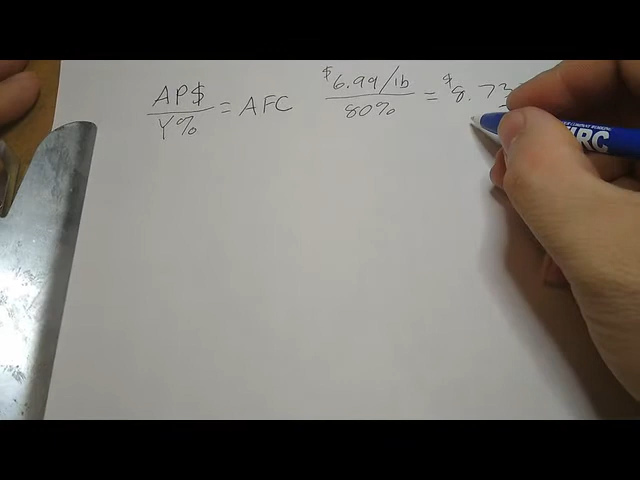 AP$ / Y% = AFC
$6.99/lb / 80% = $8.73